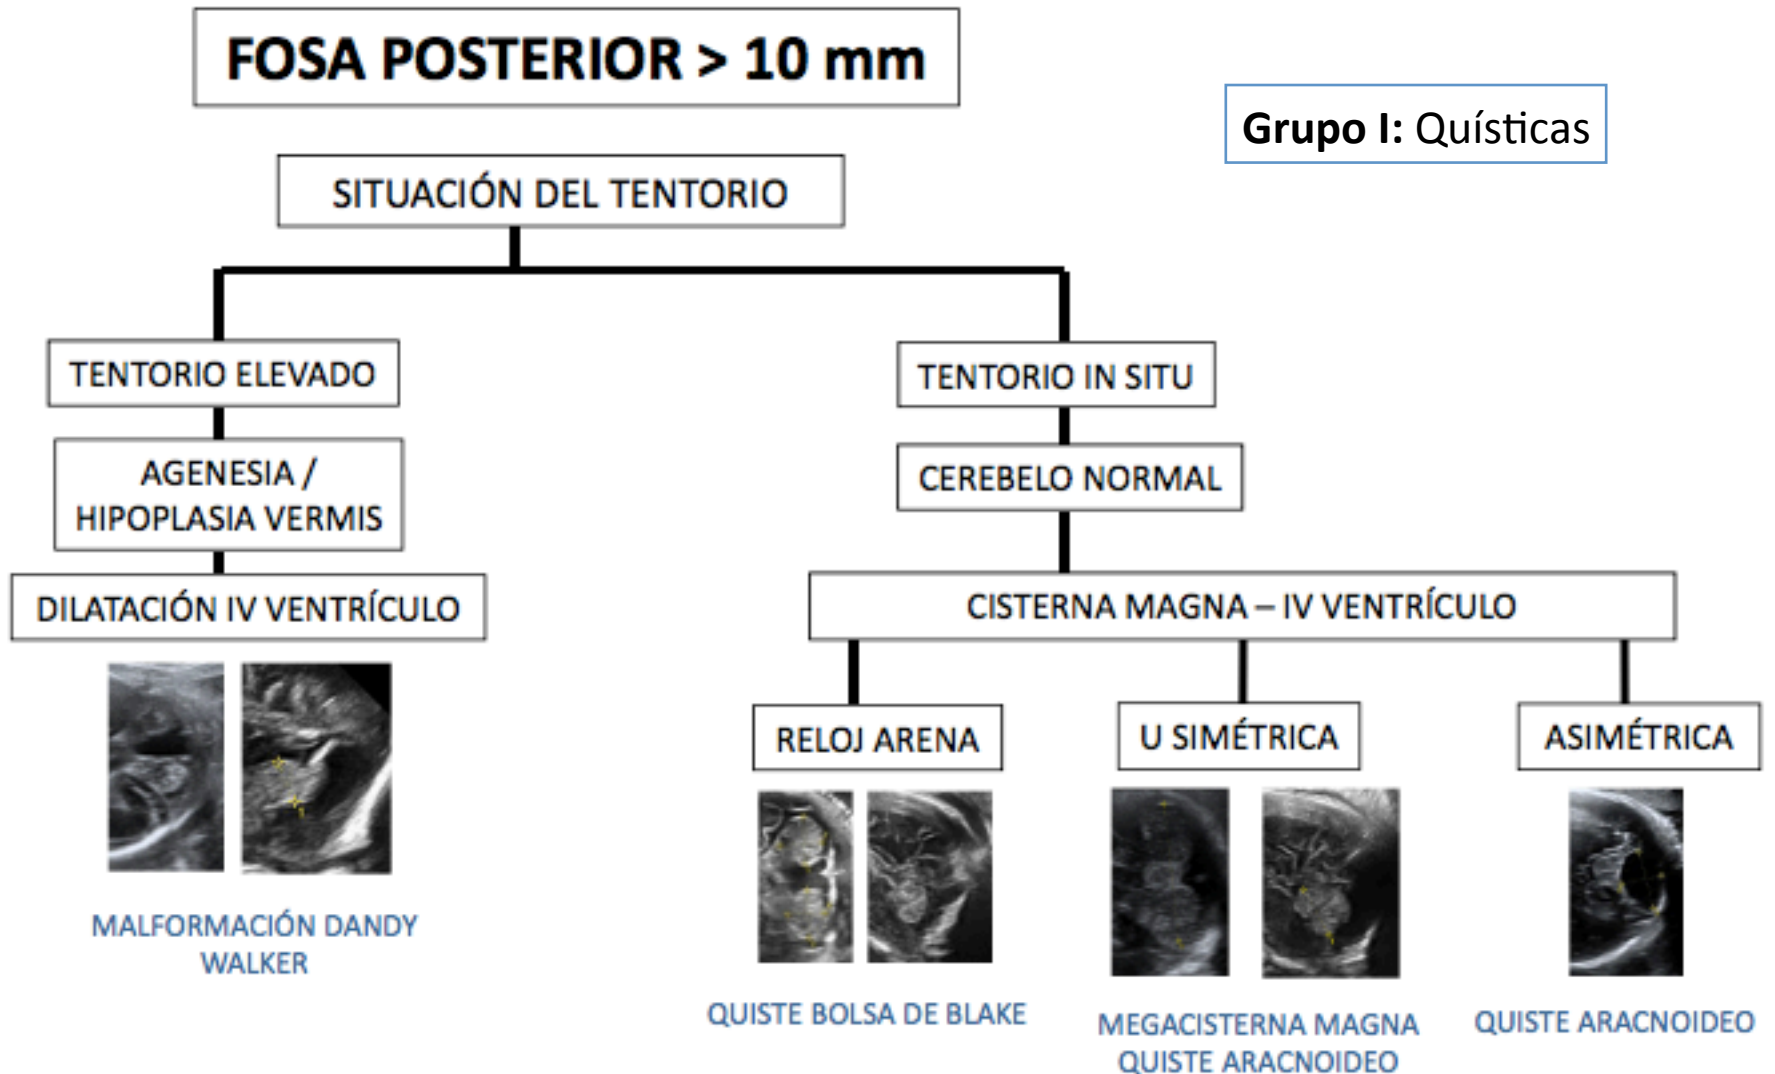 FOSA POSTERIOR > 10 mm
Grupo I: Quísticas
SITUACIÓN DEL TENTORIO
TENTORIO ELEVADO
AGENESIA /
HIPOPLASIA VERMIS
DILATACIÓN IV VENTRÍCULO
MALFORMACIÓN DANDY
WALKER
TENTORIO IN SITU
CEREBELO NORMAL
CISTERNA MAGNA – IV VENTRÍCULO
RELOJ ARENA
QUISTE BOLSA DE BLAKE
U SIMÉTRICA
MEGACISTERNA MAGNA
QUISTE ARACNOIDEO
ASIMÉTRICA
QUISTE ARACNOIDEO